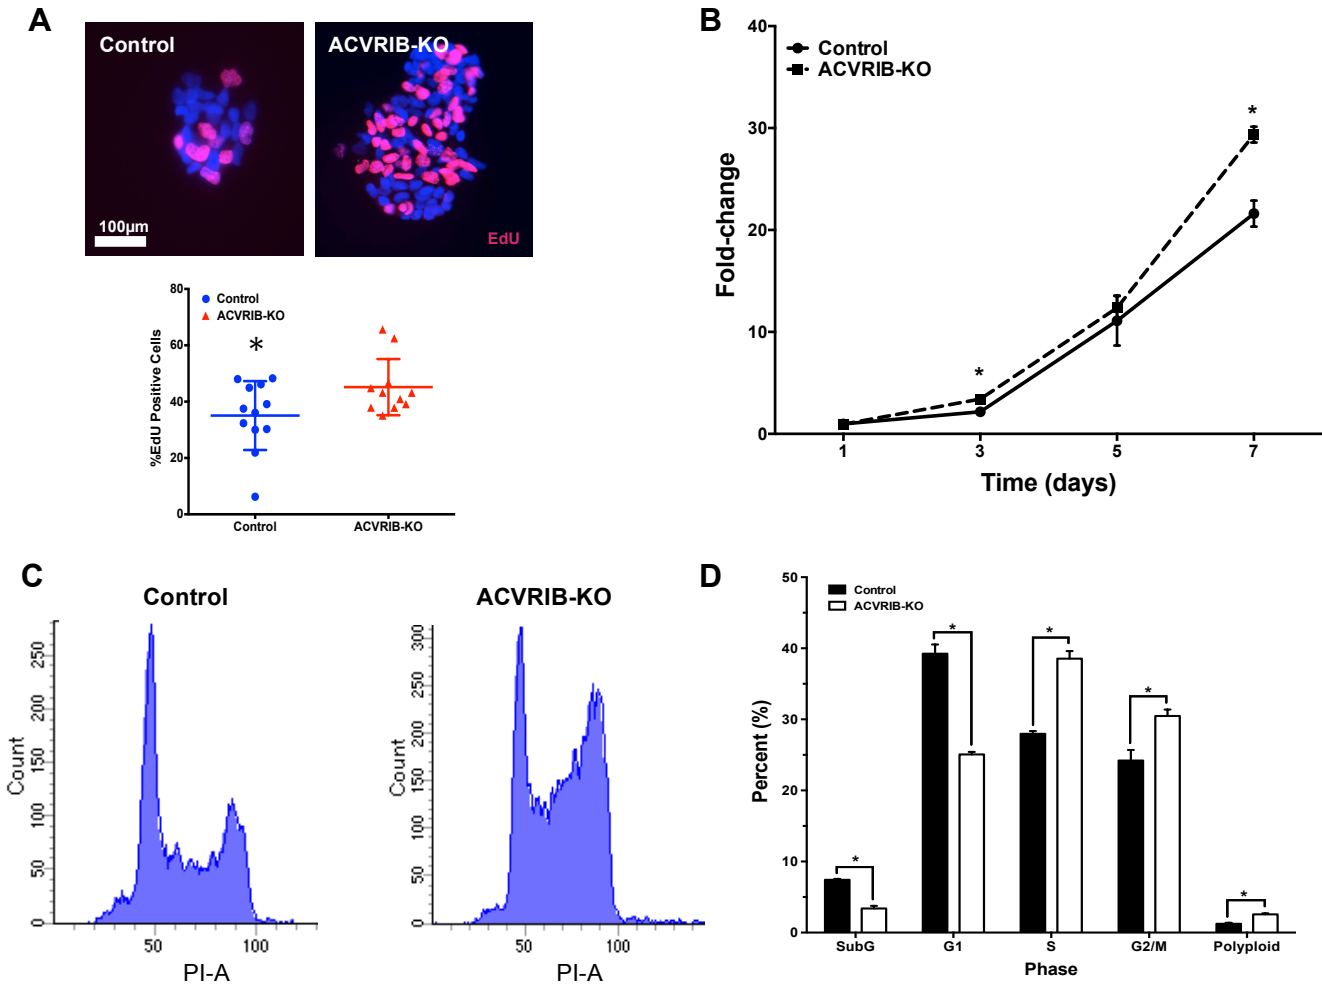 A
Control
ACVRIB-KO
100µm
EdU
80
60
40
20
0
%EdU Positive Cells
Control
ACVRIB-KO
*
Control
ACVRIB-KO
B
40
30
20
10
0
Fold-change
Control
ACVRIB-KO
*
*
1 3 5 7
Time (days)
C
Control
ACVRIB-KO
Count
0 50 100 150 200 250
50 100
PI-A
Count
0 50 100 150 200 250 300
50 100
PI-A
D
50
40
30
20
10
0
Percent (%)
Control
ACVRIB-KO
* * * * *
SubG G1 S G2/M Polyploid
Phase